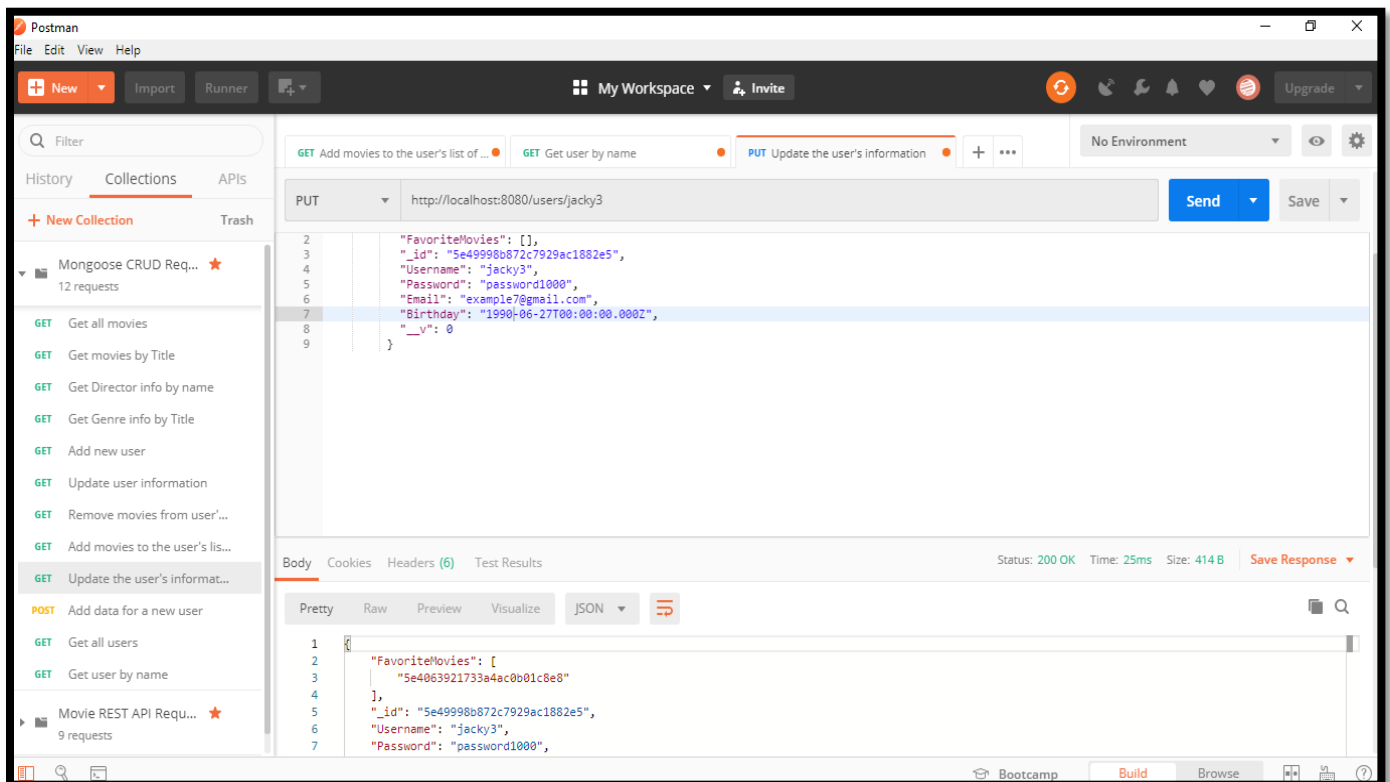 Postman
File Edit View Help
New Import Runner My Workspace Invite Upgrade
Filter
History Collections APIs
+ New Collection Trash
Mongoose CRUD Req...
12 requests
GET Get all movies
GET Get movies by Title
GET Get Director info by name
GET Get Genre info by Title
GET Add new user
GET Update user information
GET Remove movies from user'...
GET Add movies to the user's lis...
GET Update the user's informat...
POST Add data for a new user
GET Get all users
GET Get user by name
Movie REST API Requ...
9 requests
GET Add movies to the user's list of ... GET Get user by name PUT Update the user's information + ...
No Environment
PUT http://localhost:8080/users/jacky3 Send Save
2 "FavoriteMovies": [],
3 "_id": "5e49998b872c7929ac1882e5",
4 "Username": "jacky3",
5 "Password": "password1000",
6 "Email": "example7@gmail.com",
7 "Birthday": "1990-06-27T00:00:00.000Z",
8 "__v": 0
9 }
Body Cookies Headers (6) Test Results Status: 200 OK Time: 25ms Size: 414 B Save Response
Pretty Raw Preview Visualize JSON
1 {
2 "FavoriteMovies": [
3 "5e4063921733a4ac0b01c8e8"
4 ],
5 "_id": "5e49998b872c7929ac1882e5",
6 "Username": "jacky3",
7 "Password": "password1000",
Bootcamp Build Browse